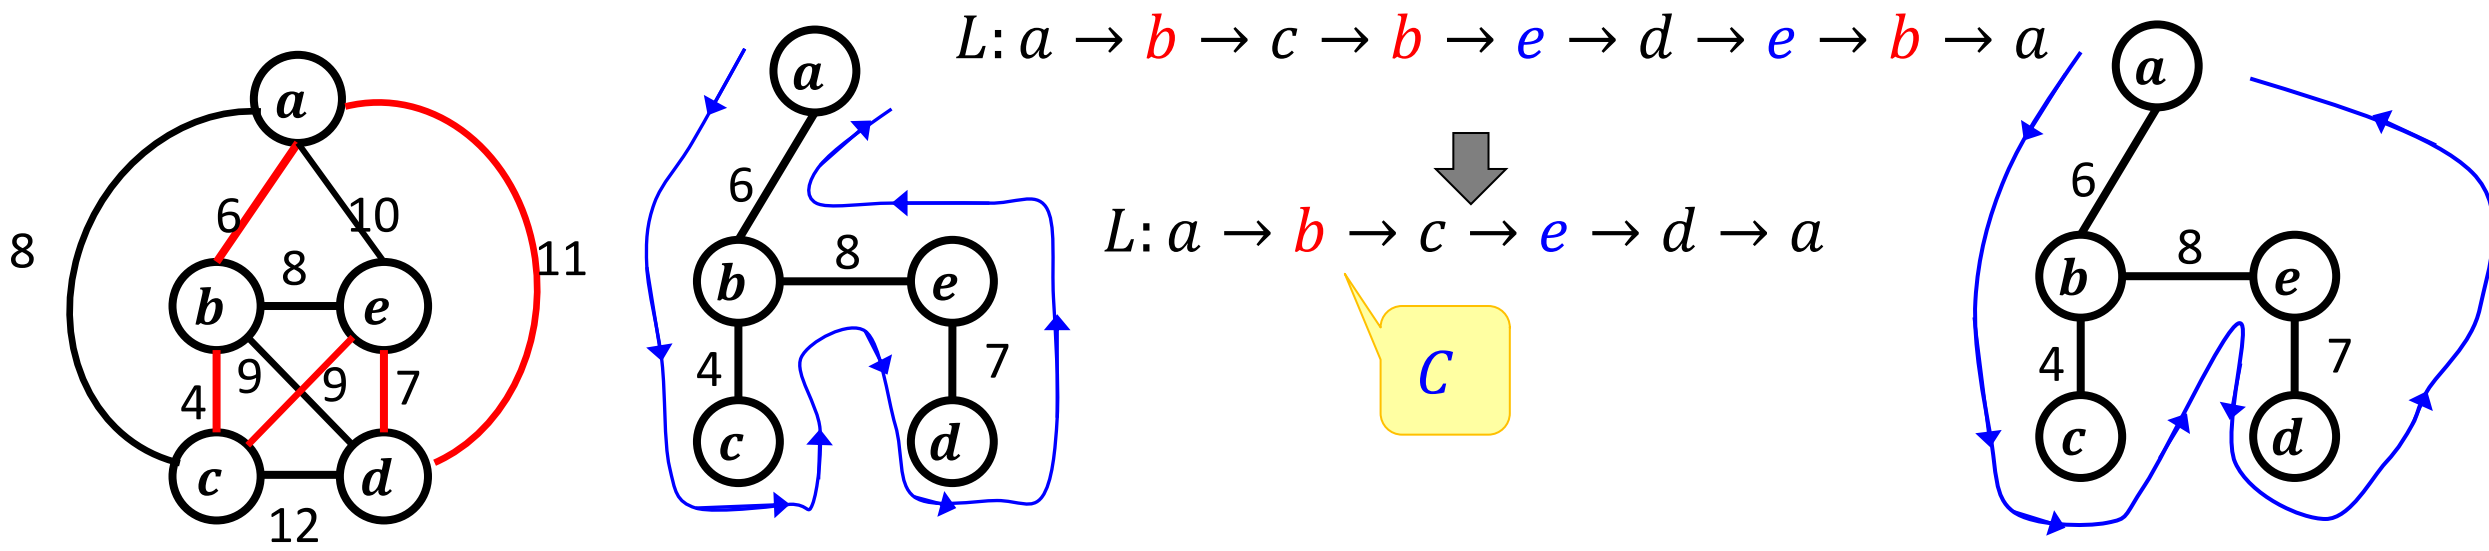 L: a → b → c → b → e → d → e → b → a
L: a → b → c → e → d → a
C
a
8
6
10
11
b
8
e
4
9
9
7
c
d
12
a
6
b
8
e
4
7
c
d
a
6
b
8
e
4
7
c
d